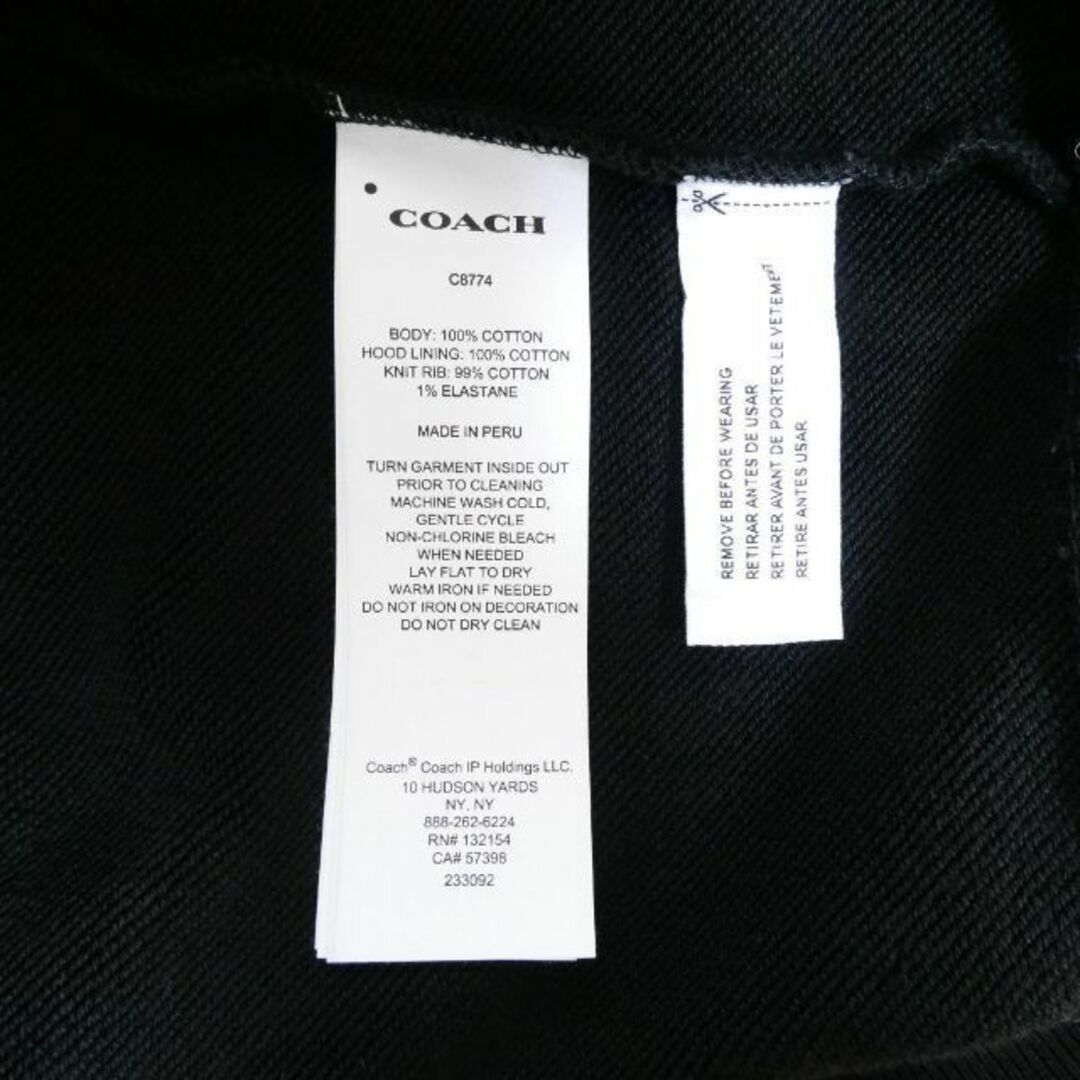 COACH
C8774
BODY: 100% COTTON
HOOD LINING: 100% COTTON
KNIT RIB: 99% COTTON
1% ELASTANE
MADE IN PERU
TURN GARMENT INSIDE OUT
PRIOR TO CLEANING
MACHINE WASH COLD,
GENTLE CYCLE
NON-CHLORINE BLEACH
WHEN NEEDED
LAY FLAT TO DRY
WARM IRON IF NEEDED
DO NOT IRON ON DECORATION
DO NOT DRY CLEAN
Coach® Coach IP Holdings LLC.
10 HUDSON YARDS
NY, NY
888-262-6224
RN# 132154
CA# 57398
233092
REMOVE BEFORE WEARING
RETIRAR ANTES DE USAR
RETIRER AVANT DE PORTER LE VETEMENT
RETIRE ANTES USAR